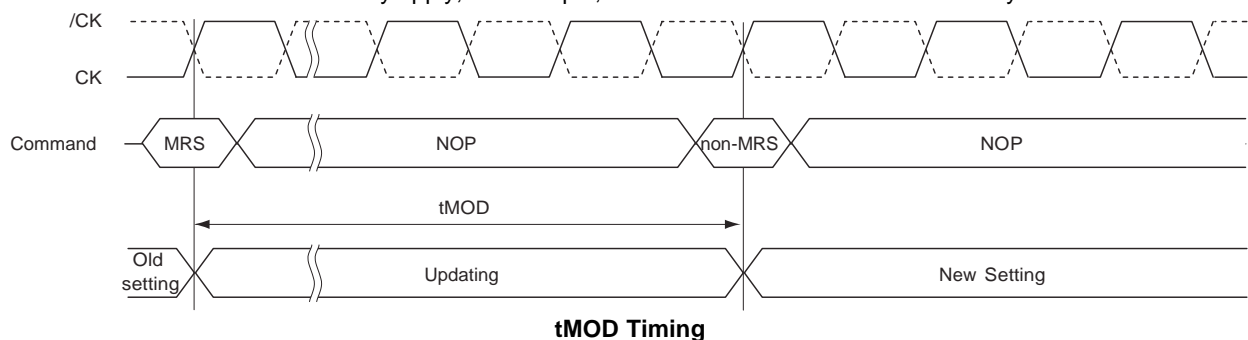 /CK
CK
Command
MRS
NOP
non-MRS
NOP
tMOD
Old
setting
Updating
New Setting
tMOD Timing